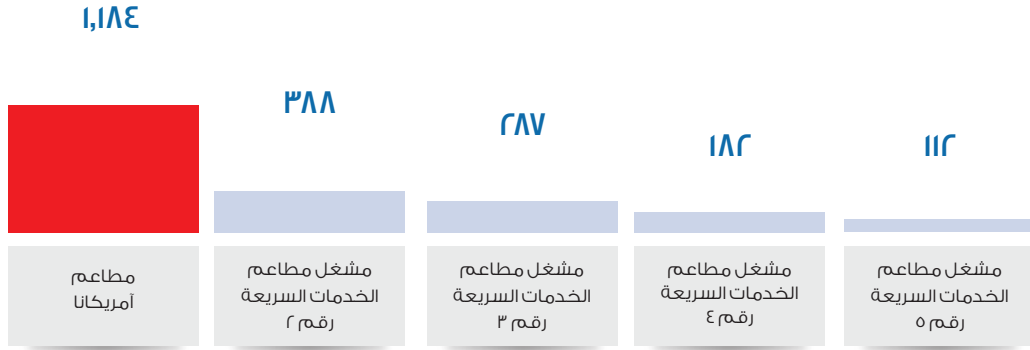 ١,١٨٤
٣٨٨
٢٨٧
١٨٢
١١٢
مطاعم
آمريكانا
مشغل مطاعم
الخدمات السريعة
رقم ٢
مشغل مطاعم
الخدمات السريعة
رقم ٣
مشغل مطاعم
الخدمات السريعة
رقم ٤
مشغل مطاعم
الخدمات السريعة
رقم ٥